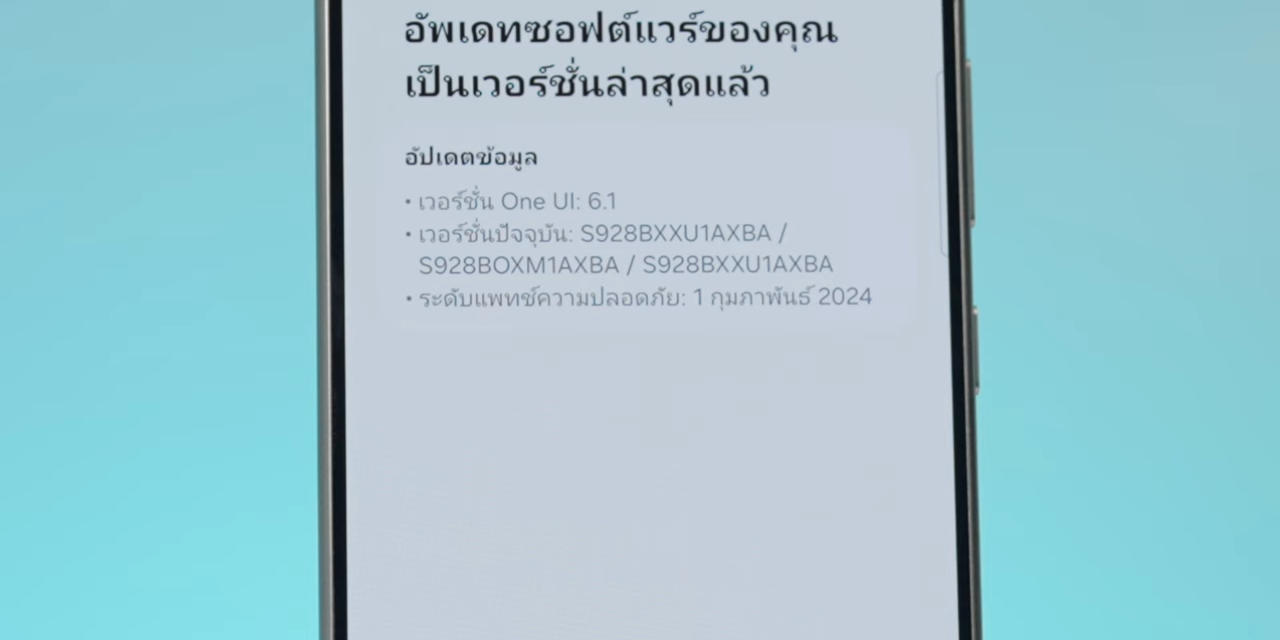 อัพเดทซอฟต์แวร์ของคุณ
เป็นเวอร์ชั่นล่าสุดแล้ว
อัปเดตข้อมูล
• เวอร์ชั่น One UI: 6.1
• เวอร์ชั่นปัจจุบัน: S928BXXU1AXBA /
S928BOXM1AXBA / S928BXXU1AXBA
• ระดับแพทช์ความปลอดภัย: 1 กุมภาพันธ์ 2024